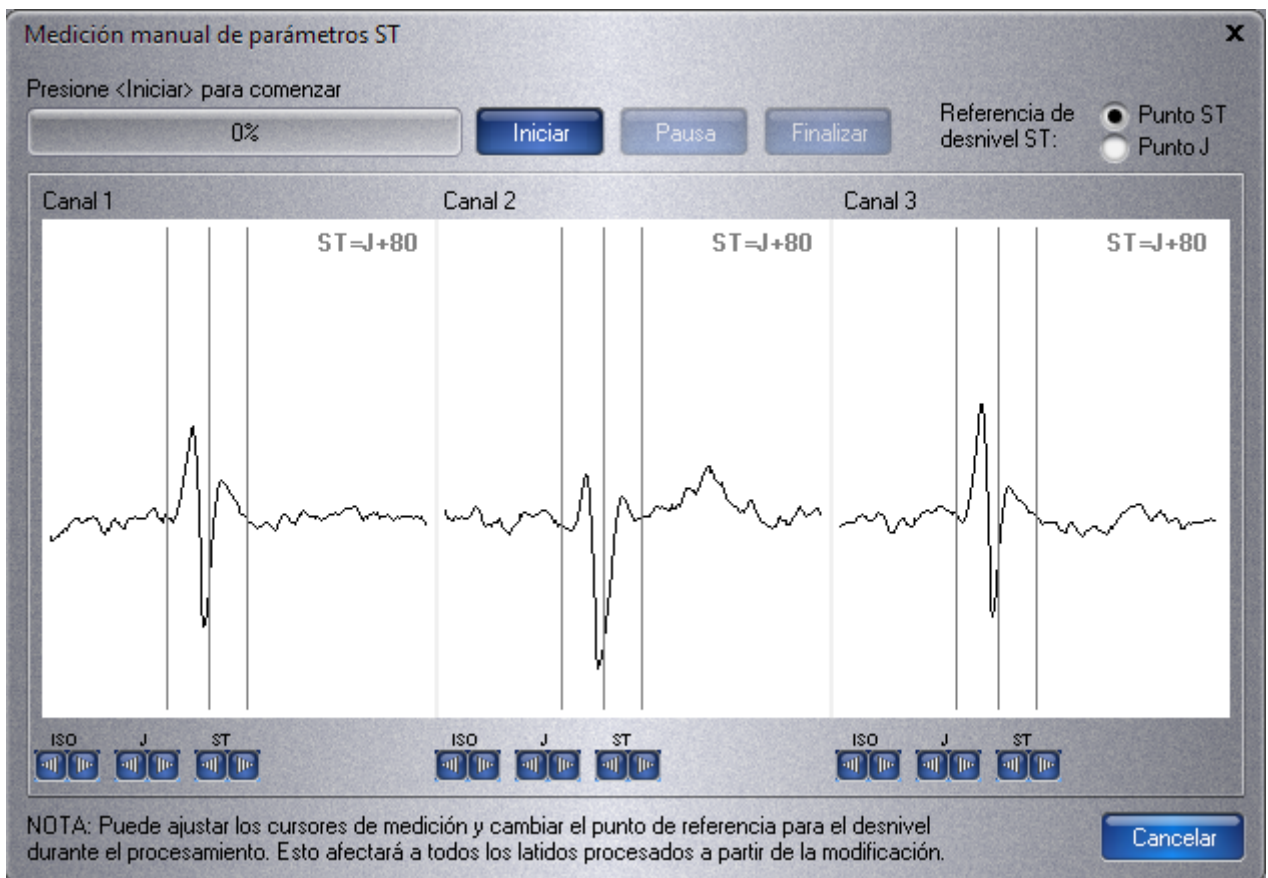 Medición manual de parámetros ST
x
Presione <Iniciar> para comenzar
0%
Iniciar
Pausa
Finalizar
Referencia de
desnivel ST:
Punto ST
Punto J
Canal 1
Canal 2
Canal 3
ST=J+80
ST=J+80
ST=J+80
ISO J ST
ISO J ST
ISO J ST
NOTA: Puede ajustar los cursores de medición y cambiar el punto de referencia para el desnivel
durante el procesamiento. Esto afectará a todos los latidos procesados a partir de la modificación.
Cancelar